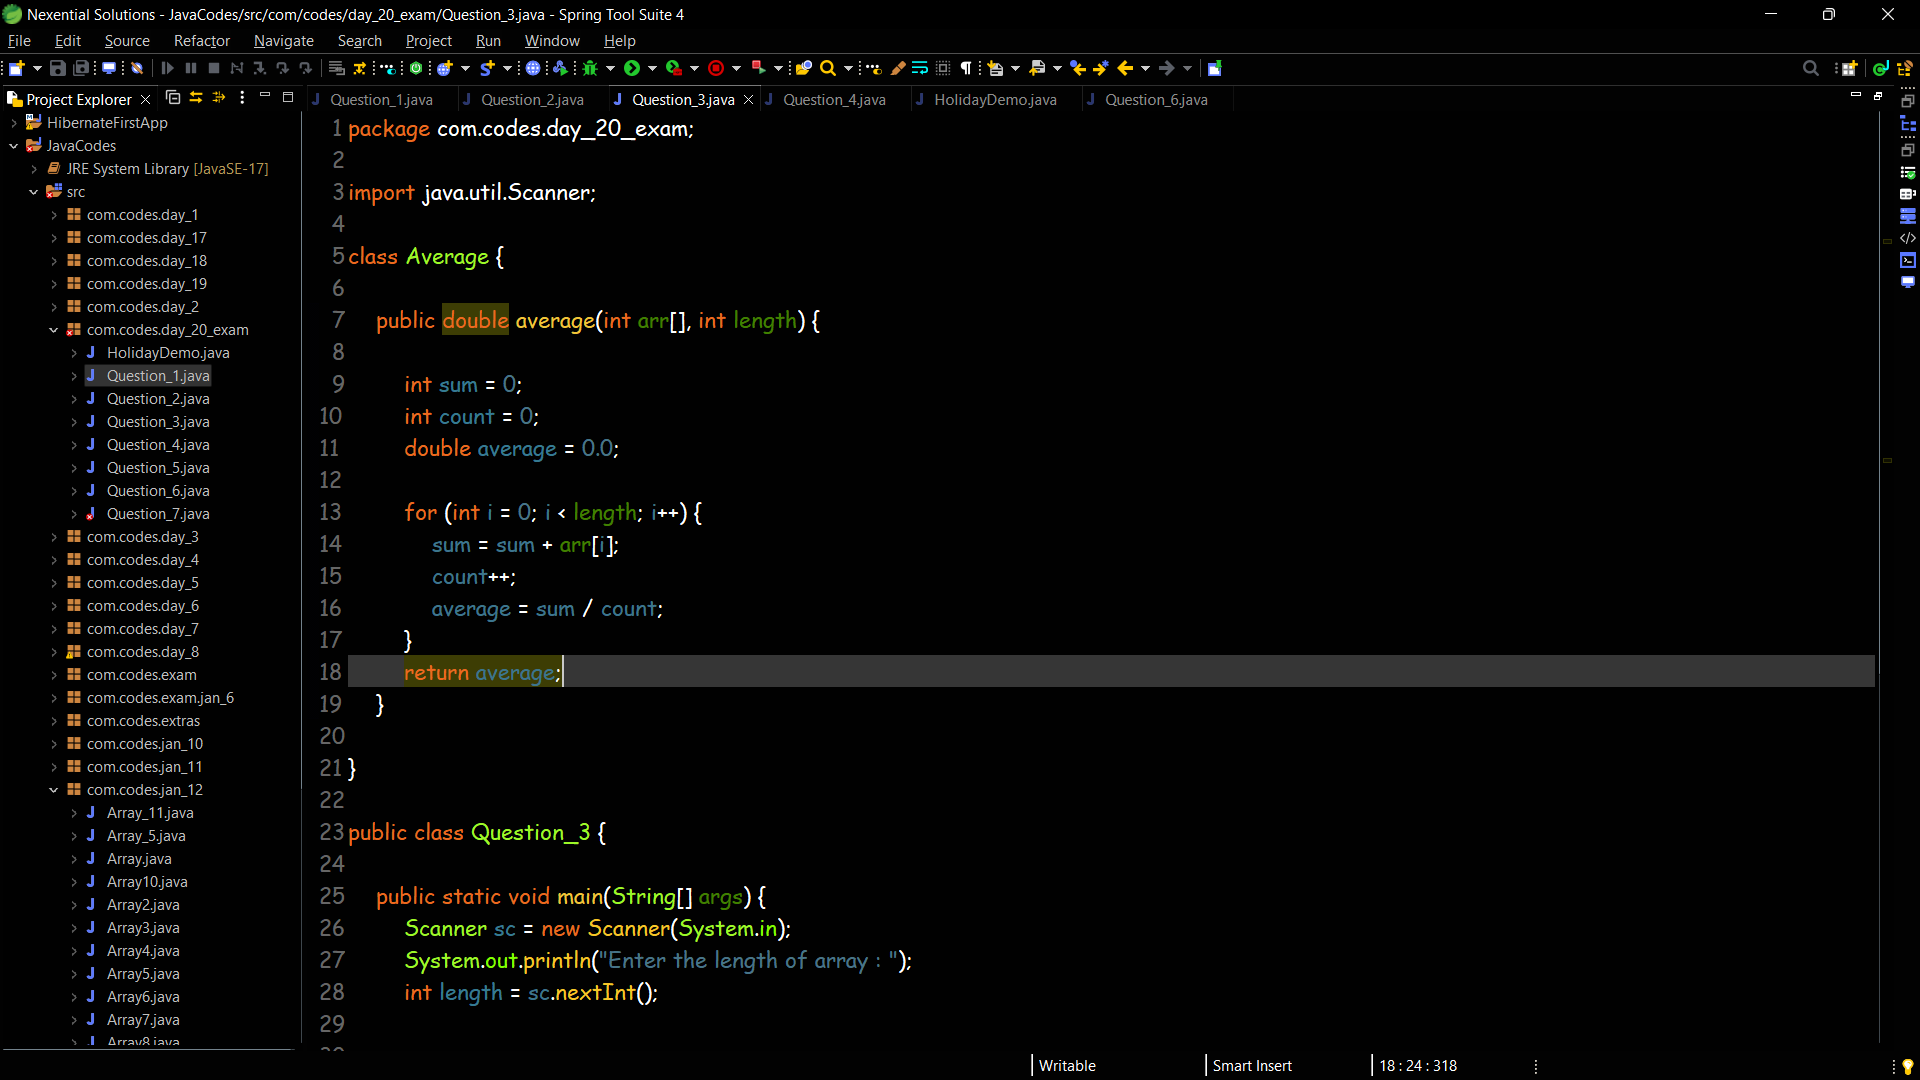 Nexential Solutions - JavaCodes/src/com/codes/day_20_exam/Question_3.java - Spring Tool Suite 4
File Edit Source Refactor Navigate Search Project Run Window Help
Project Explorer
HibernateFirstApp
JavaCodes
JRE System Library [JavaSE-17]
src
com.codes.day_1
com.codes.day_17
com.codes.day_18
com.codes.day_19
com.codes.day_2
com.codes.day_20_exam
HolidayDemo.java
Question_1.java
Question_2.java
Question_3.java
Question_4.java
Question_5.java
Question_6.java
Question_7.java
com.codes.day_3
com.codes.day_4
com.codes.day_5
com.codes.day_6
com.codes.day_7
com.codes.day_8
com.codes.exam
com.codes.exam.jan_6
com.codes.extras
com.codes.jan_10
com.codes.jan_11
com.codes.jan_12
Array_11.java
Array_5.java
Array.java
Array10.java
Array2.java
Array3.java
Array4.java
Array5.java
Array6.java
Array7.java
Array8.java
Question_1.java Question_2.java Question_3.java Question_4.java HolidayDemo.java Question_6.java
1 package com.codes.day_20_exam;
2
3 import java.util.Scanner;
4
5 class Average {
6
7 public double average(int arr[], int length) {
8
9 int sum = 0;
10 int count = 0;
11 double average = 0.0;
12
13 for (int i = 0; i < length; i++) {
14 sum = sum + arr[i];
15 count++;
16 average = sum / count;
17 }
18 return average;
19 }
20
21 }
22
23 public class Question_3 {
24
25 public static void main(String[] args) {
26 Scanner sc = new Scanner(System.in);
27 System.out.println("Enter the length of array : ");
28 int length = sc.nextInt();
29
Writable Smart Insert 18 : 24 : 318